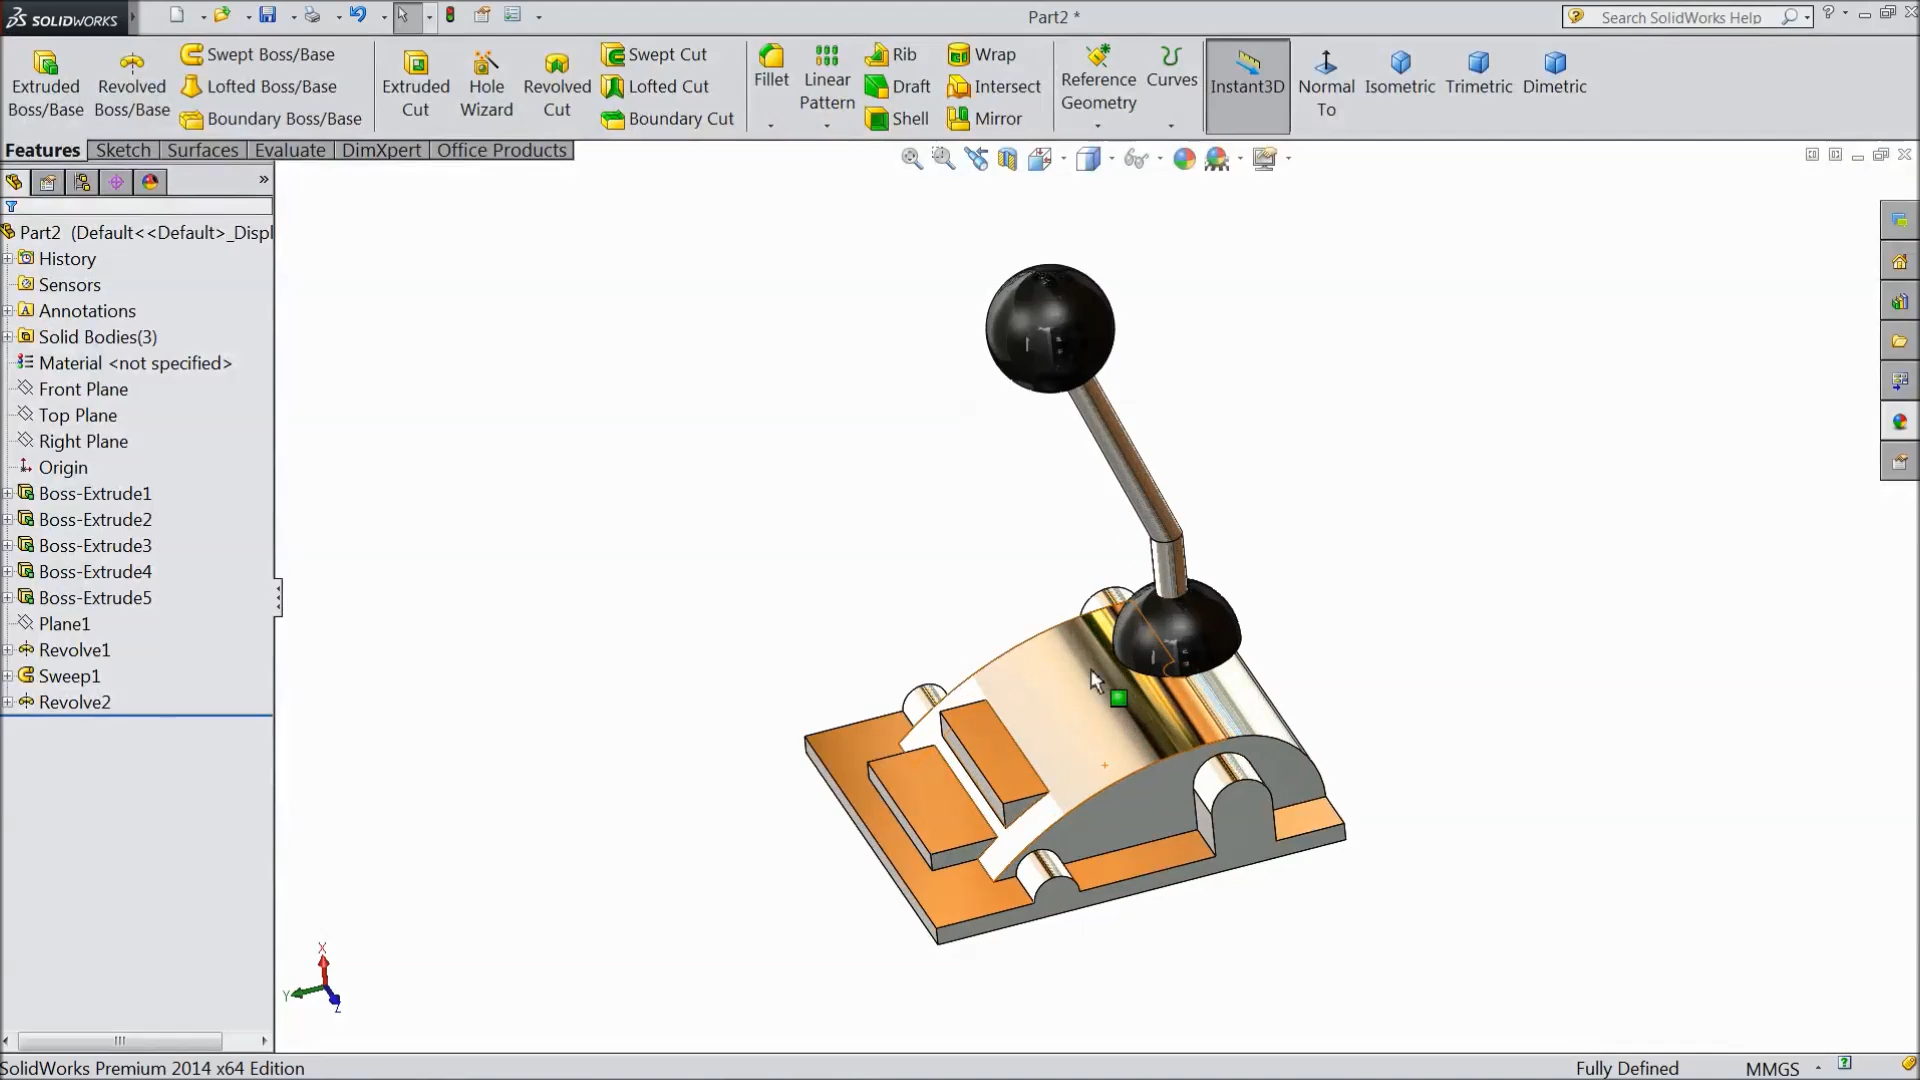 SOLIDWORKS
Part2 *
Search SolidWorks Help
Extruded Boss/Base
Revolved Boss/Base
Swept Boss/Base
Lofted Boss/Base
Boundary Boss/Base
Extruded Cut
Hole Wizard
Revolved Cut
Swept Cut
Lofted Cut
Boundary Cut
Fillet
Linear Pattern
Rib
Draft
Shell
Wrap
Intersect
Mirror
Reference Geometry
Curves
Instant3D
Normal To
Isometric
Trimetric
Dimetric
Features
Sketch
Surfaces
Evaluate
DimXpert
Office Products
Part2 (Default<<Default>_Displ
History
Sensors
Annotations
Solid Bodies(3)
Material <not specified>
Front Plane
Top Plane
Right Plane
Origin
Boss-Extrude1
Boss-Extrude2
Boss-Extrude3
Boss-Extrude4
Boss-Extrude5
Plane1
Revolve1
Sweep1
Revolve2
X
Y
Z
SolidWorks Premium 2014 x64 Edition
Fully Defined
MMGS